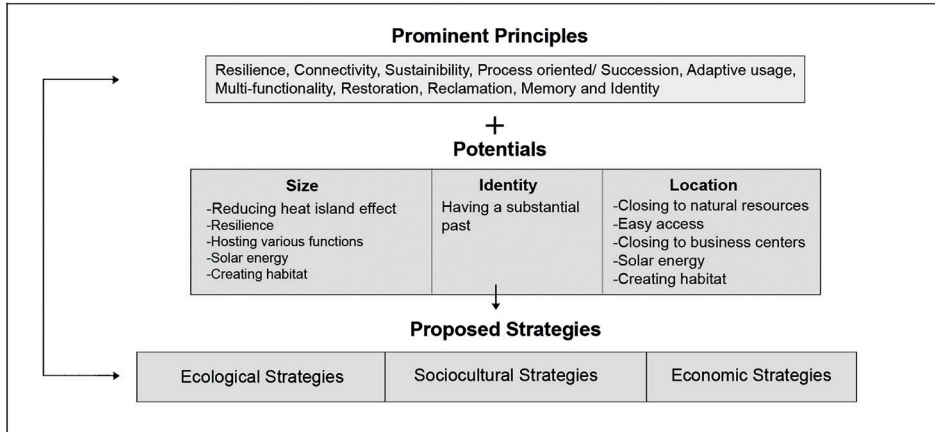 Prominent Principles
Resilience, Connectivity, Sustainibility, Process oriented/ Succession, Adaptive usage,
Multi-functionality, Restoration, Reclamation, Memory and Identity
+
Potentials
Size
-Reducing heat island effect
-Resilience
-Hosting various functions
-Solar energy
-Creating habitat
Identity
Having a substantial
past
Location
-Closing to natural resources
-Easy access
-Closing to business centers
-Solar energy
-Creating habitat
Proposed Strategies
Ecological Strategies
Sociocultural Strategies
Economic Strategies